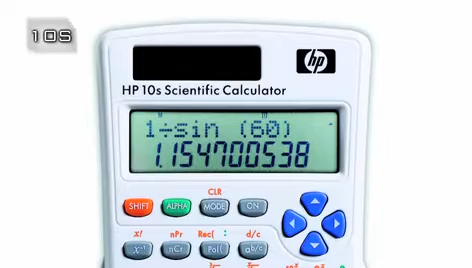 10s
hp
HP 10s Scientific Calculator
M D
1÷sin (60)
1.154700538
CLR
SHIFT ALPHA MODE ON
x! nPr Rec( : d/c
x⁻¹ nCr Pol( a b/c